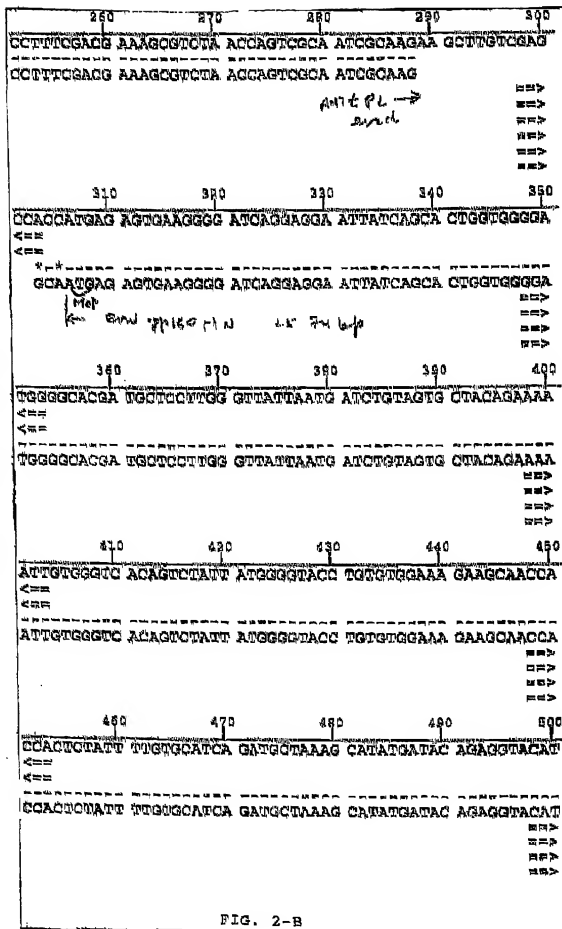 260 270 280 290 300
CCTTTCGACG AAAGCGTCTA ACCAGTCGCA ATCGCAAGAA GCTTGTCGAG
CCTTTCGACG AAAGCGTCTA ACCAGTCGCA ATCGCAAG
==>
==>
==>
==>
==>
310 320 330 340 350
CCACCATGAG AGTGAAGGGG ATCAGGAGGA ATTATCAGCA CTGGTGGGGA
<==
<==
*-*
GCAATGAG AGTGAAGGGG ATCAGGAGGA ATTATCAGCA CTGGTGGGGA
==>
==>
==>
==>
360 370 380 390 400
TGGGGCACGA TGCTCCTTGG GTTATTAATG ATCTGTAGTG CTACAGAAAA
<==
<==
TGGGGCACGA TGCTCCTTGG GTTATTAATG ATCTGTAGTG CTACAGAAAA
==>
==>
==>
410 420 430 440 450
ATTGTGGGTC ACAGTCTATT ATGGGGTACC TGTGTGGAAA GAAGCAACCA
<==
<==
ATTGTGGGTC ACAGTCTATT ATGGGGTACC TGTGTGGAAA GAAGCAACCA
==>
==>
==>
==>
460 470 480 490 500
CCACTCTATT TTGTGCATCA GATGCTAAAG CATATGATAC AGAGGTACAT
<==
<==
CCACTCTATT TTGTGCATCA GATGCTAAAG CATATGATAC AGAGGTACAT
==>
==>
==>
==>
FIG. 2-B